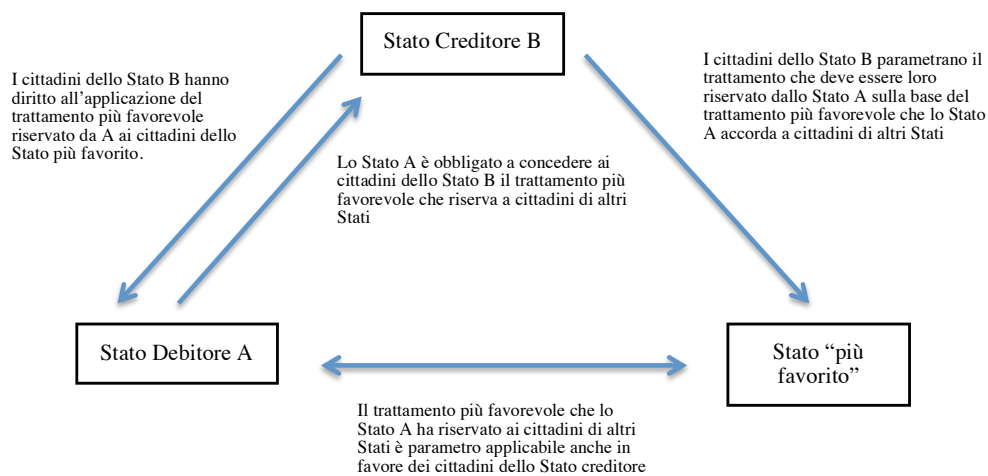 Stato Creditore B
I cittadini dello Stato B hanno
diritto all’applicazione del
trattamento più favorevole
riservato da A ai cittadini dello
Stato più favorito.
I cittadini dello Stato B parametrano il
trattamento che deve essere loro
riservato dallo Stato A sulla base del
trattamento più favorevole che lo Stato
A accorda a cittadini di altri Stati
Lo Stato A è obbligato a concedere ai
cittadini dello Stato B il trattamento più
favorevole che riserva a cittadini di altri
Stati
Stato Debitore A
Stato “più
favorito”
Il trattamento più favorevole che lo
Stato A ha riservato ai cittadini di altri
Stati è parametro applicabile anche in
favore dei cittadini dello Stato creditore